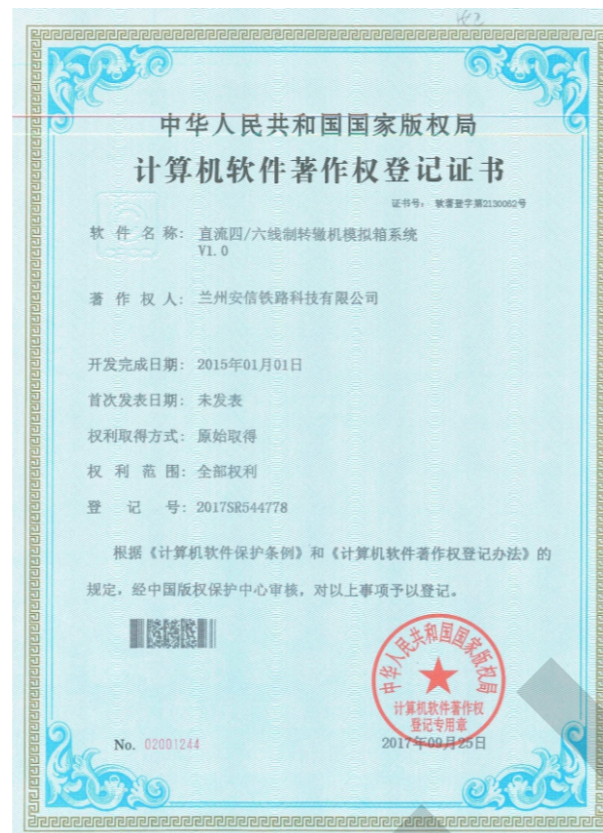 中华人民共和国国家版权局
计算机软件著作权登记证书
证书号： 软著登字第2130062号
软件名称： 直流四/六线制转辙机模拟箱系统
V1.0
著作权人： 兰州安信铁路科技有限公司
开发完成日期： 2015年01月01日
首次发表日期： 未发表
权利取得方式： 原始取得
权利范围： 全部权利
登记号： 2017SR544778
根据《计算机软件保护条例》和《计算机软件著作权登记办法》的
规定，经中国版权保护中心审核，对以上事项予以登记。
中华人民共和国国家版权局
计算机软件著作权
登记专用章
No. 02001244
2017年09月25日